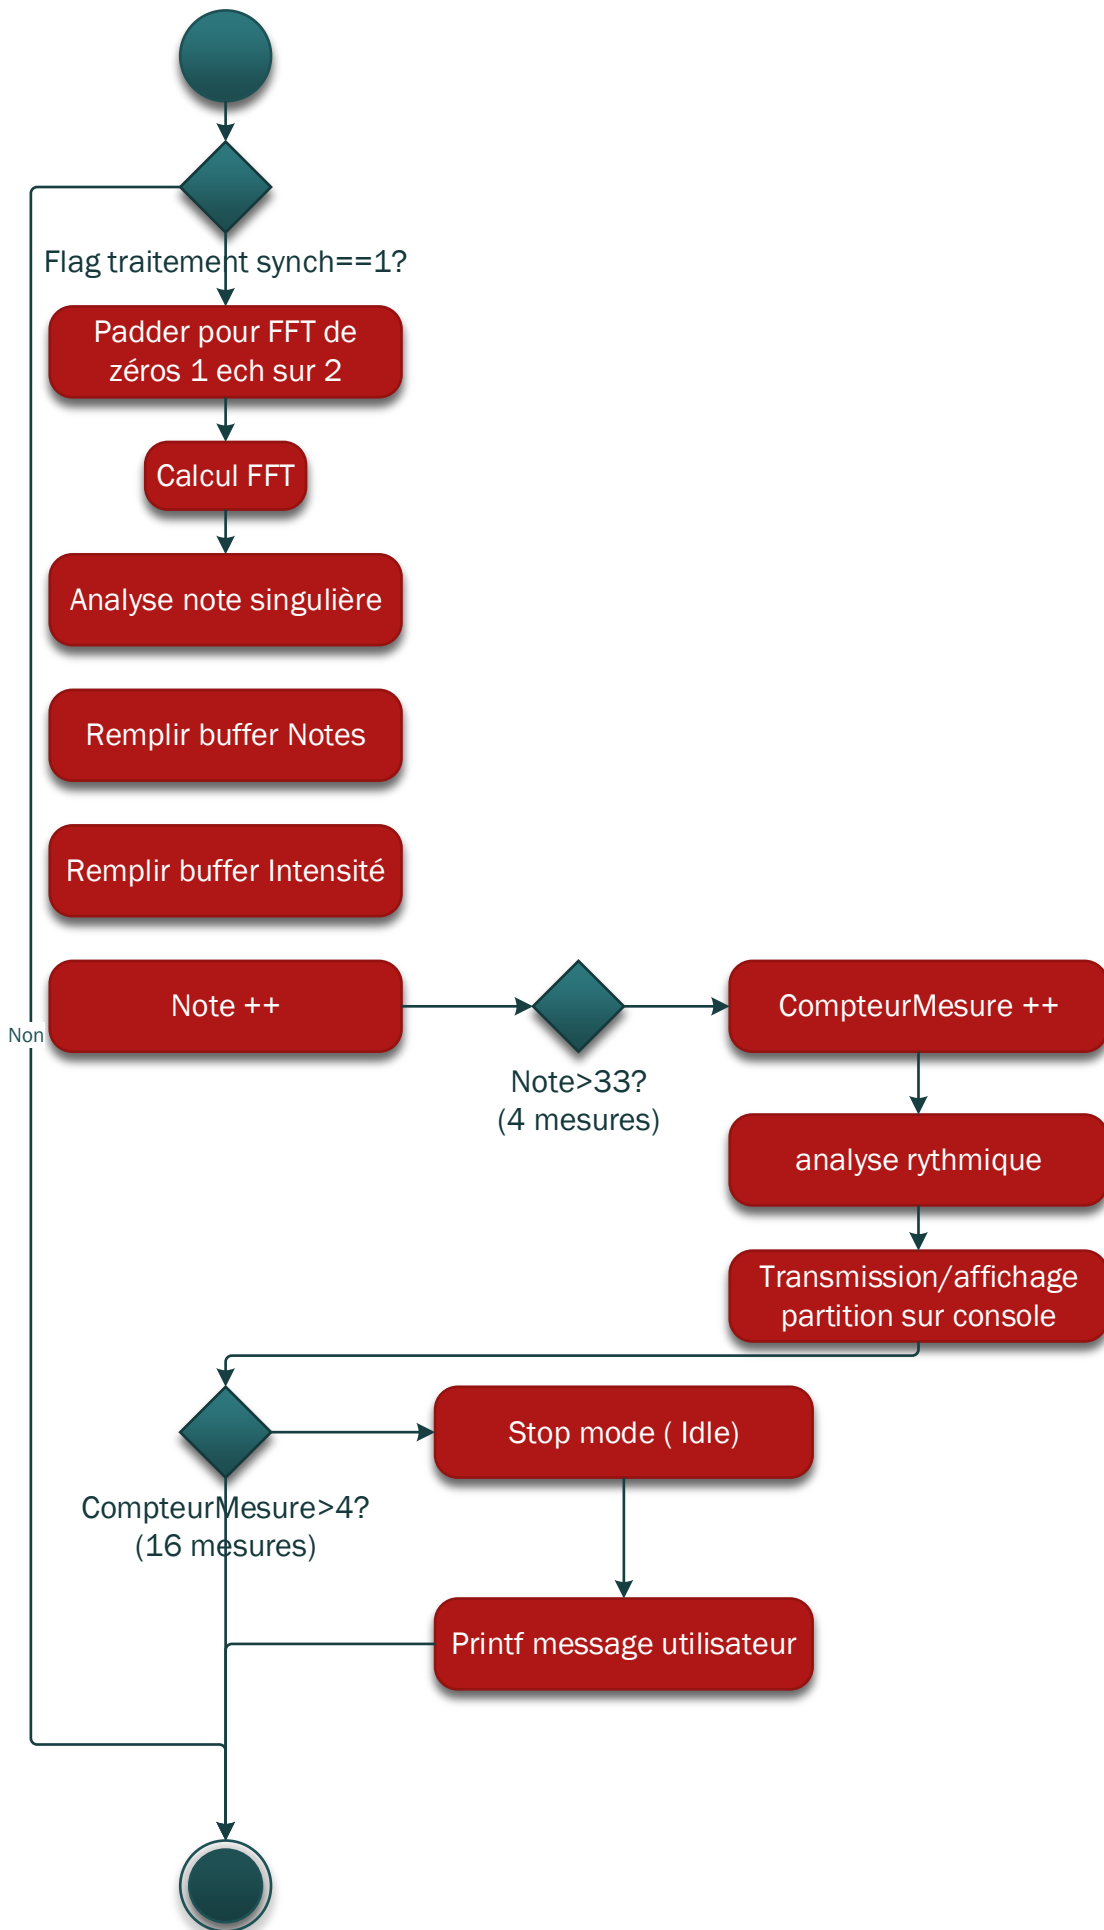 Flag traitement synch==1?
Padder pour FFT de
zéros 1 ech sur 2
Calcul FFT
Analyse note singulière
Remplir buffer Notes
Remplir buffer Intensité
Note ++
CompteurMesure ++
Non
Note>33?
(4 mesures)
analyse rythmique
Transmission/affichage
partition sur console
Stop mode ( Idle)
CompteurMesure>4?
(16 mesures)
Printf message utilisateur